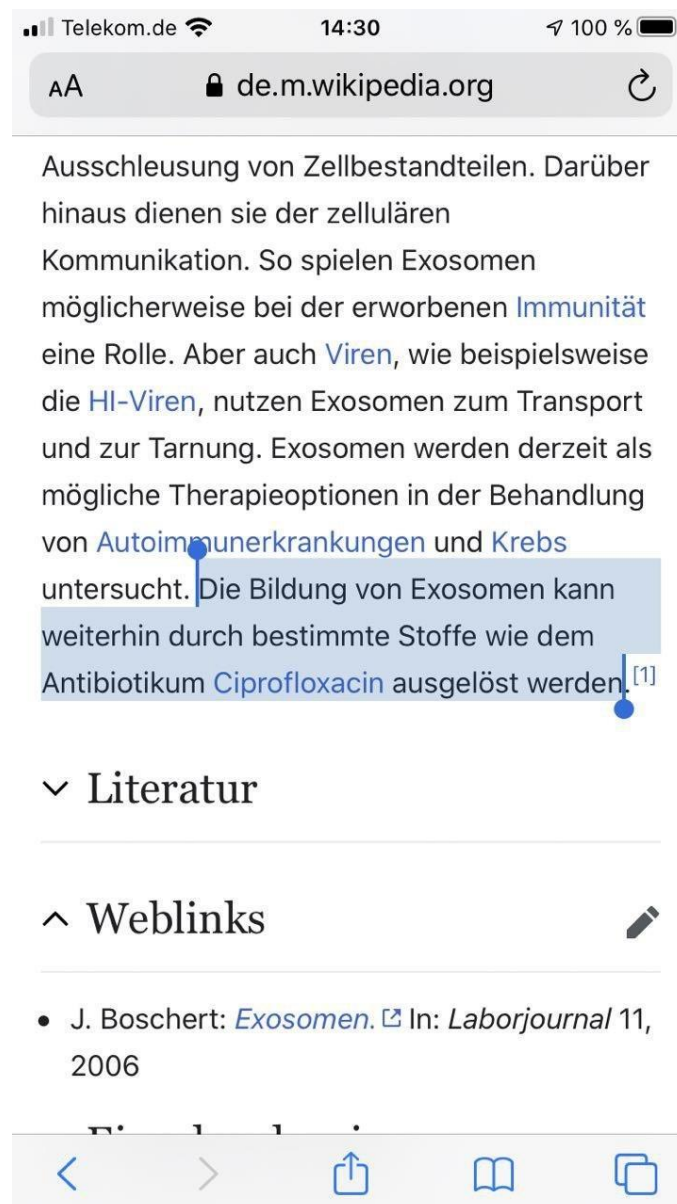 Telekom.de 14:30 100 %
AA de.m.wikipedia.org
Ausschleusung von Zellbestandteilen. Darüber
hinaus dienen sie der zellulären
Kommunikation. So spielen Exosomen
möglicherweise bei der erworbenen Immunität
eine Rolle. Aber auch Viren, wie beispielsweise
die HI-Viren, nutzen Exosomen zum Transport
und zur Tarnung. Exosomen werden derzeit als
mögliche Therapieoptionen in der Behandlung
von Autoimmunerkrankungen und Krebs
untersucht. Die Bildung von Exosomen kann
weiterhin durch bestimmte Stoffe wie dem
Antibiotikum Ciprofloxacin ausgelöst werden.[1]
Literatur
Weblinks
• J. Boschert: Exosomen. In: Laborjournal 11,
2006